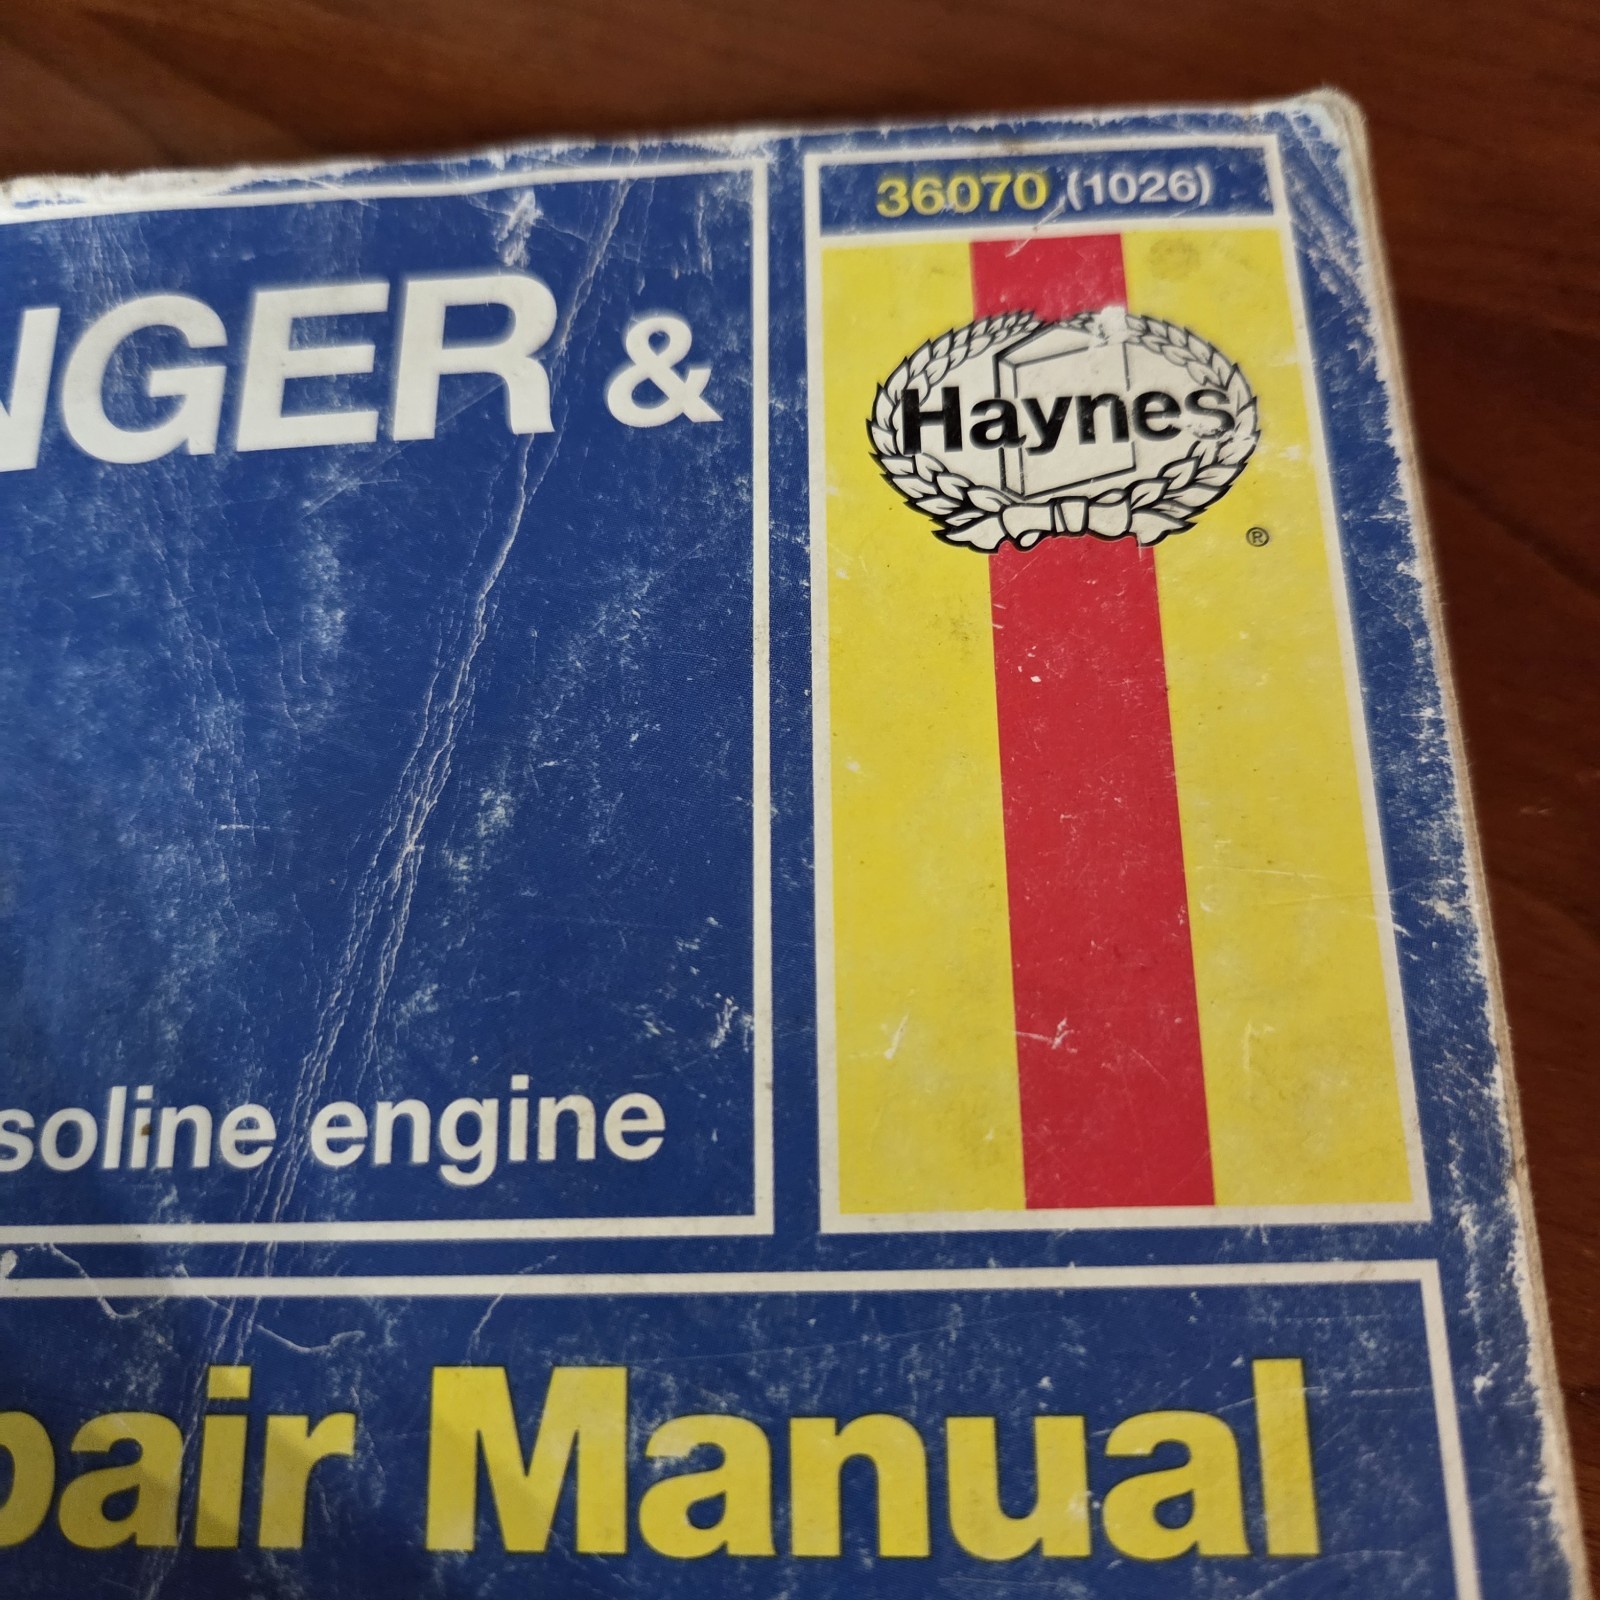 36070 (1026)
NGER &
Haynes
®
soline engine
pair Manual